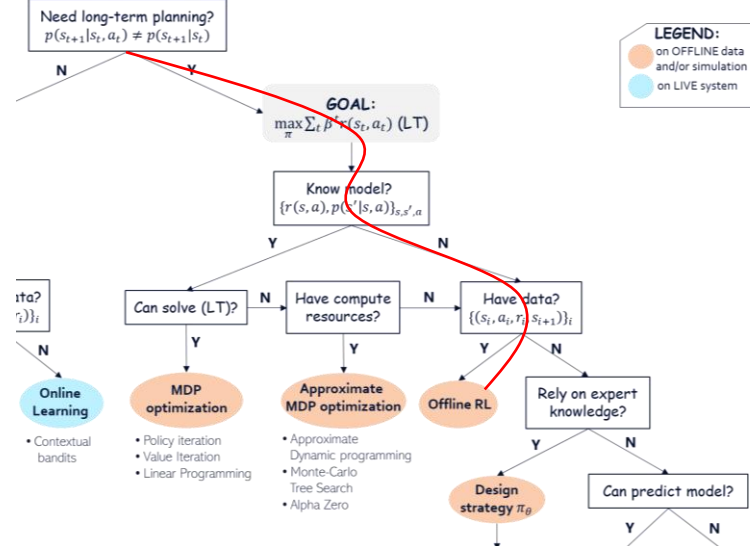 Need long-term planning?
p(s_{t+1}|s_t, a_t) ≠ p(s_{t+1}|s_t)
N
Y
LEGEND:
on OFFLINE data
and/or simulation
on LIVE system
GOAL:
max_π ∑_t β^t r(s_t, a_t) (LT)
Know model?
{r(s, a), p(s′|s, a)}_{s,s′,a}
Y
N
ata?
r_i)}_i
Can solve (LT)?
N
Have compute
resources?
N
Have data?
{(s_i, a_i, r_i, s_{i+1})}_i
N
Y
Y
Y
N
Online
Learning
• Contextual
bandits
MDP
optimization
• Policy iteration
• Value Iteration
• Linear Programming
Approximate
MDP optimization
• Approximate
Dynamic programming
• Monte-Carlo
Tree Search
• Alpha Zero
Offline RL
Rely on expert
knowledge?
Y
N
Design
strategy π_θ
Can predict model?
Y
N